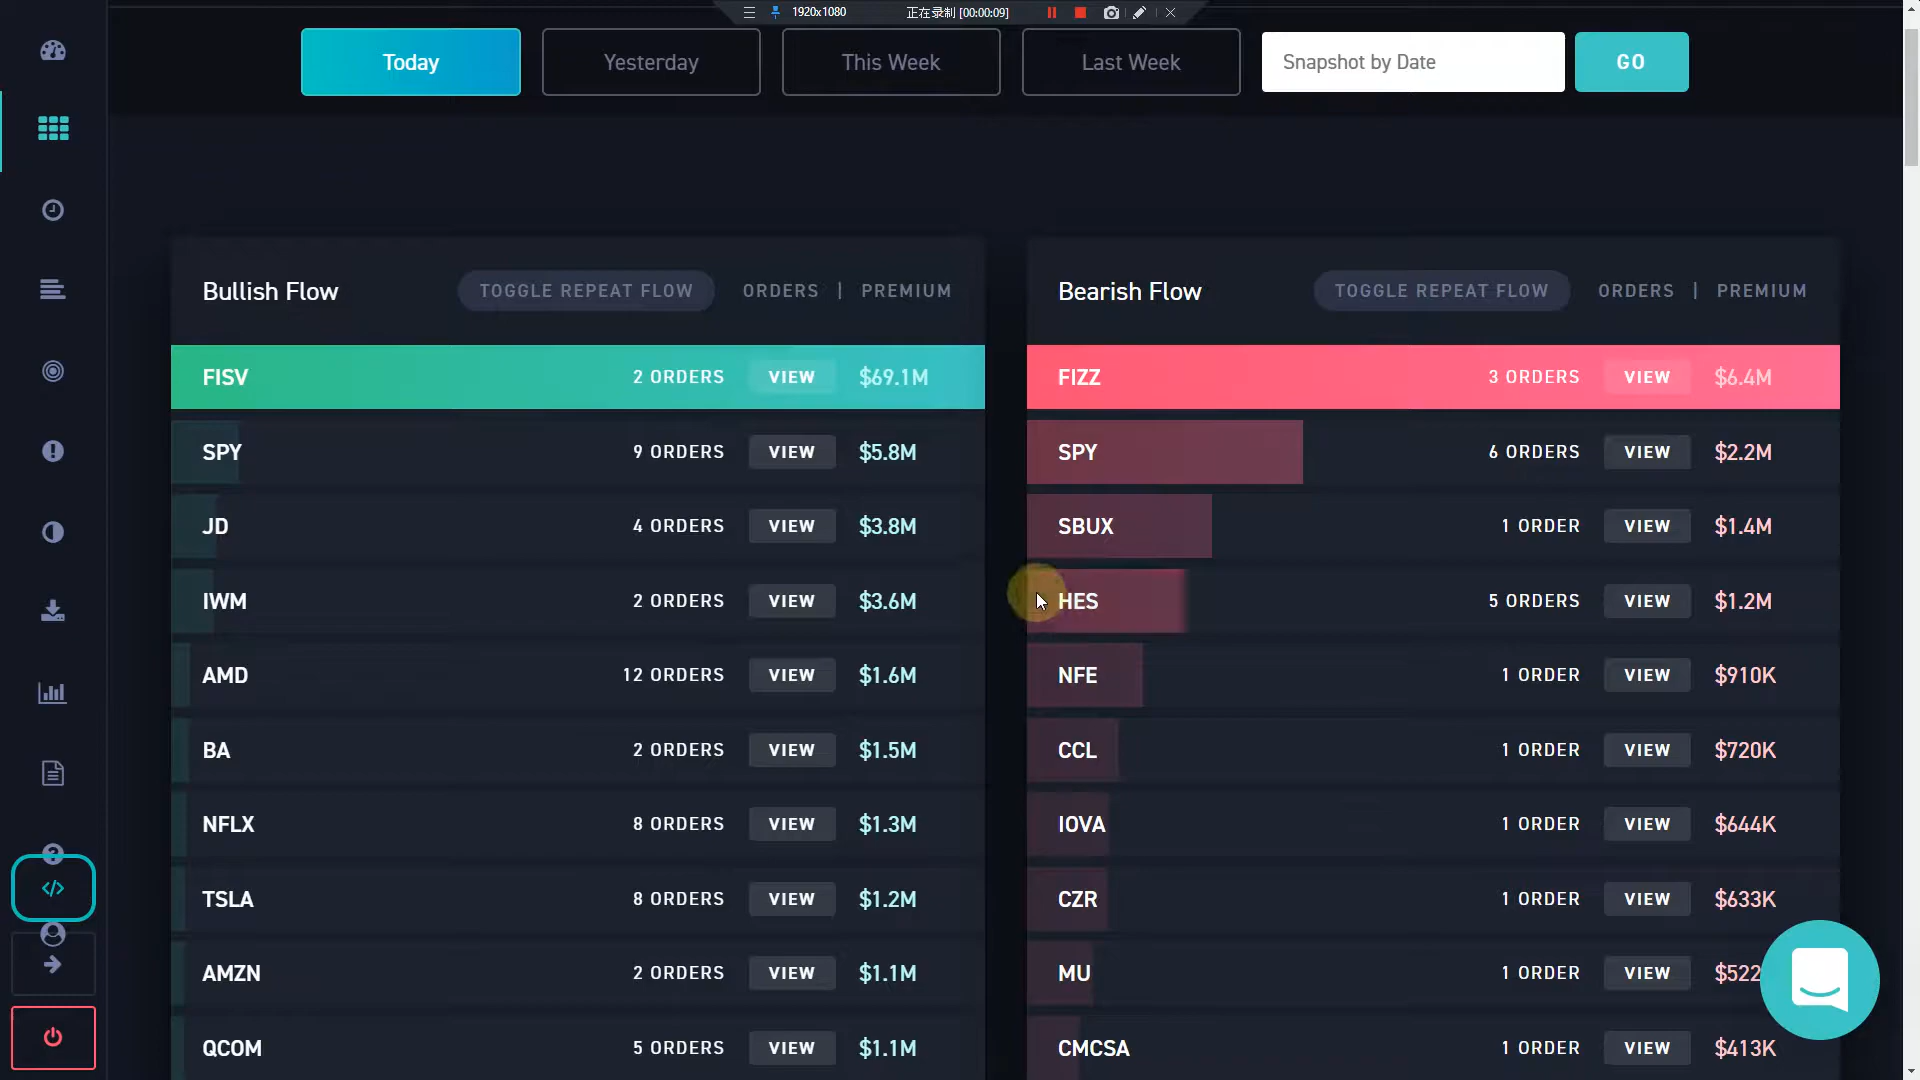 1920x1080 正在录制 [00:00:09]
Today Yesterday This Week Last Week Snapshot by Date GO
Bullish Flow TOGGLE REPEAT FLOW ORDERS | PREMIUM
FISV 2 ORDERS VIEW $69.1M
SPY 9 ORDERS VIEW $5.8M
JD 4 ORDERS VIEW $3.8M
IWM 2 ORDERS VIEW $3.6M
AMD 12 ORDERS VIEW $1.6M
BA 2 ORDERS VIEW $1.5M
NFLX 8 ORDERS VIEW $1.3M
TSLA 8 ORDERS VIEW $1.2M
AMZN 2 ORDERS VIEW $1.1M
QCOM 5 ORDERS VIEW $1.1M
Bearish Flow TOGGLE REPEAT FLOW ORDERS | PREMIUM
FIZZ 3 ORDERS VIEW $6.4M
SPY 6 ORDERS VIEW $2.2M
SBUX 1 ORDER VIEW $1.4M
HES 5 ORDERS VIEW $1.2M
NFE 1 ORDER VIEW $910K
CCL 1 ORDER VIEW $720K
IOVA 1 ORDER VIEW $644K
CZR 1 ORDER VIEW $633K
MU 1 ORDER VIEW $522
CMCSA 1 ORDER VIEW $413K